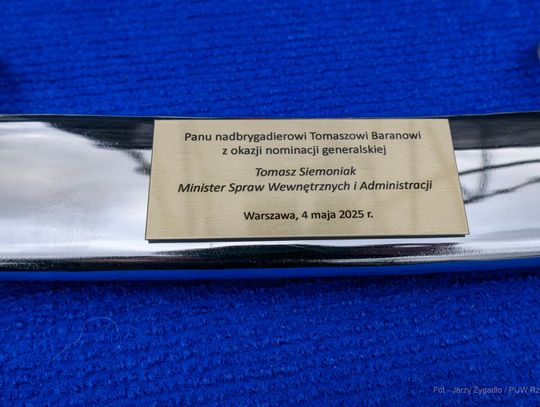 Panu nadbrygadierowi Tomaszowi Baranowi
z okazji nominacji generalskiej
Tomasz Siemoniak
Minister Spraw Wewnętrznych i Administracji
Warszawa, 4 maja 2025 r.
Fot - Jerzy Żygadło / PUW Rz